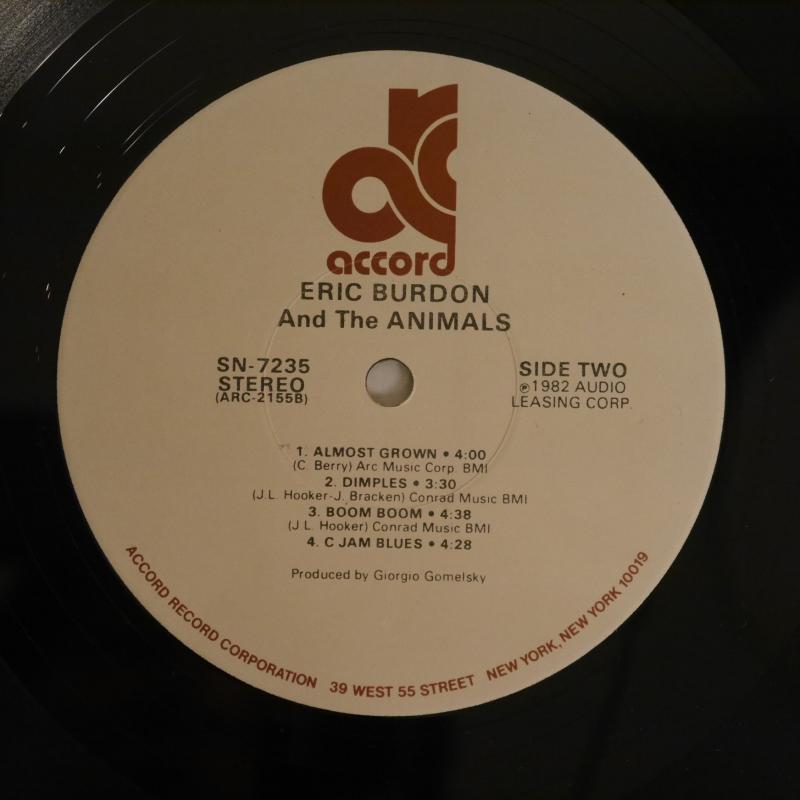 accord
ERIC BURDON
And The ANIMALS
SN-7235
STEREO
(ARC-2155B)
SIDE TWO
℗1982 AUDIO
LEASING CORP.
1. ALMOST GROWN • 4:00
(C. Berry) Arc Music Corp. BMI
2. DIMPLES • 3:30
(J.L. Hooker-J. Bracken) Conrad Music BMI
3. BOOM BOOM • 4:38
(J.L. Hooker) Conrad Music BMI
4. C JAM BLUES • 4:28
Produced by Giorgio Gomelsky
ACCORD RECORD CORPORATION 39 WEST 55 STREET NEW YORK, NEW YORK 10019